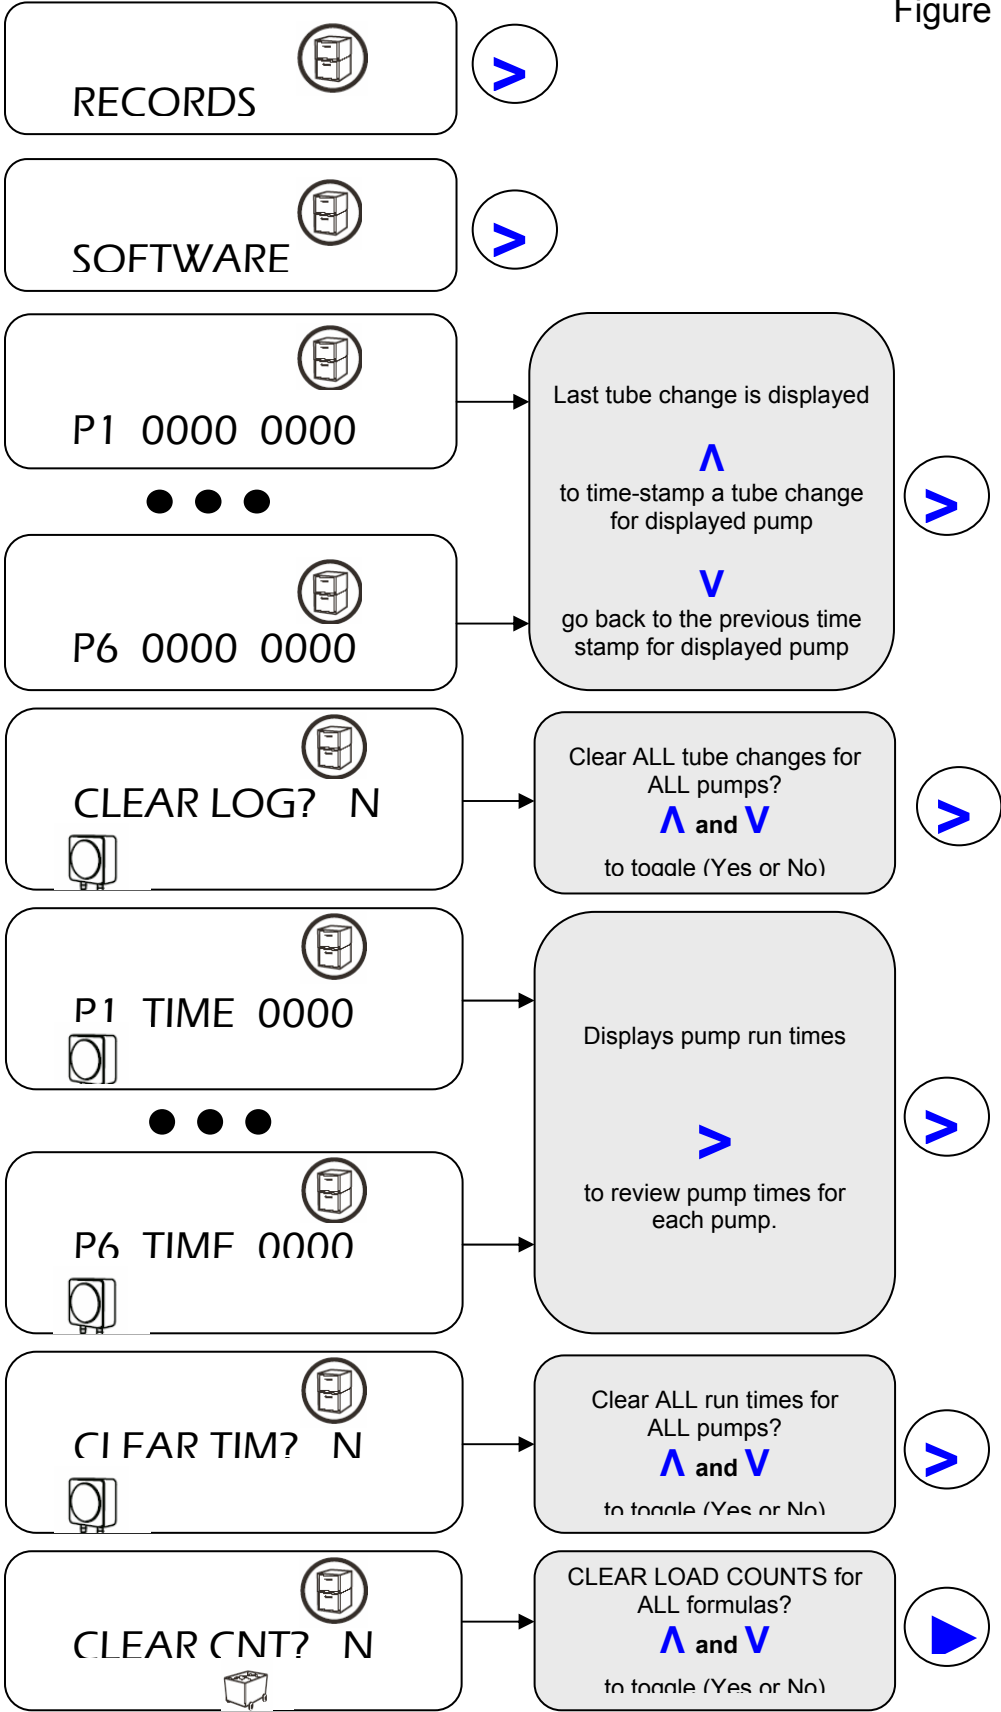 Figure
RECORDS
>
SOFTWARE
>
P1 0000 0000
Last tube change is displayed
Λ
to time-stamp a tube change
for displayed pump
V
go back to the previous time
stamp for displayed pump
>
P6 0000 0000
CLEAR LOG? N
Clear ALL tube changes for
ALL pumps?
Λ and V
to toggle (Yes or No)
>
P1 TIME 0000
Displays pump run times
>
to review pump times for
each pump.
>
P6 TIME 0000
CLEAR TIM? N
Clear ALL run times for
ALL pumps?
Λ and V
to toggle (Yes or No)
>
CLEAR CNT? N
CLEAR LOAD COUNTS for
ALL formulas?
Λ and V
to toggle (Yes or No)